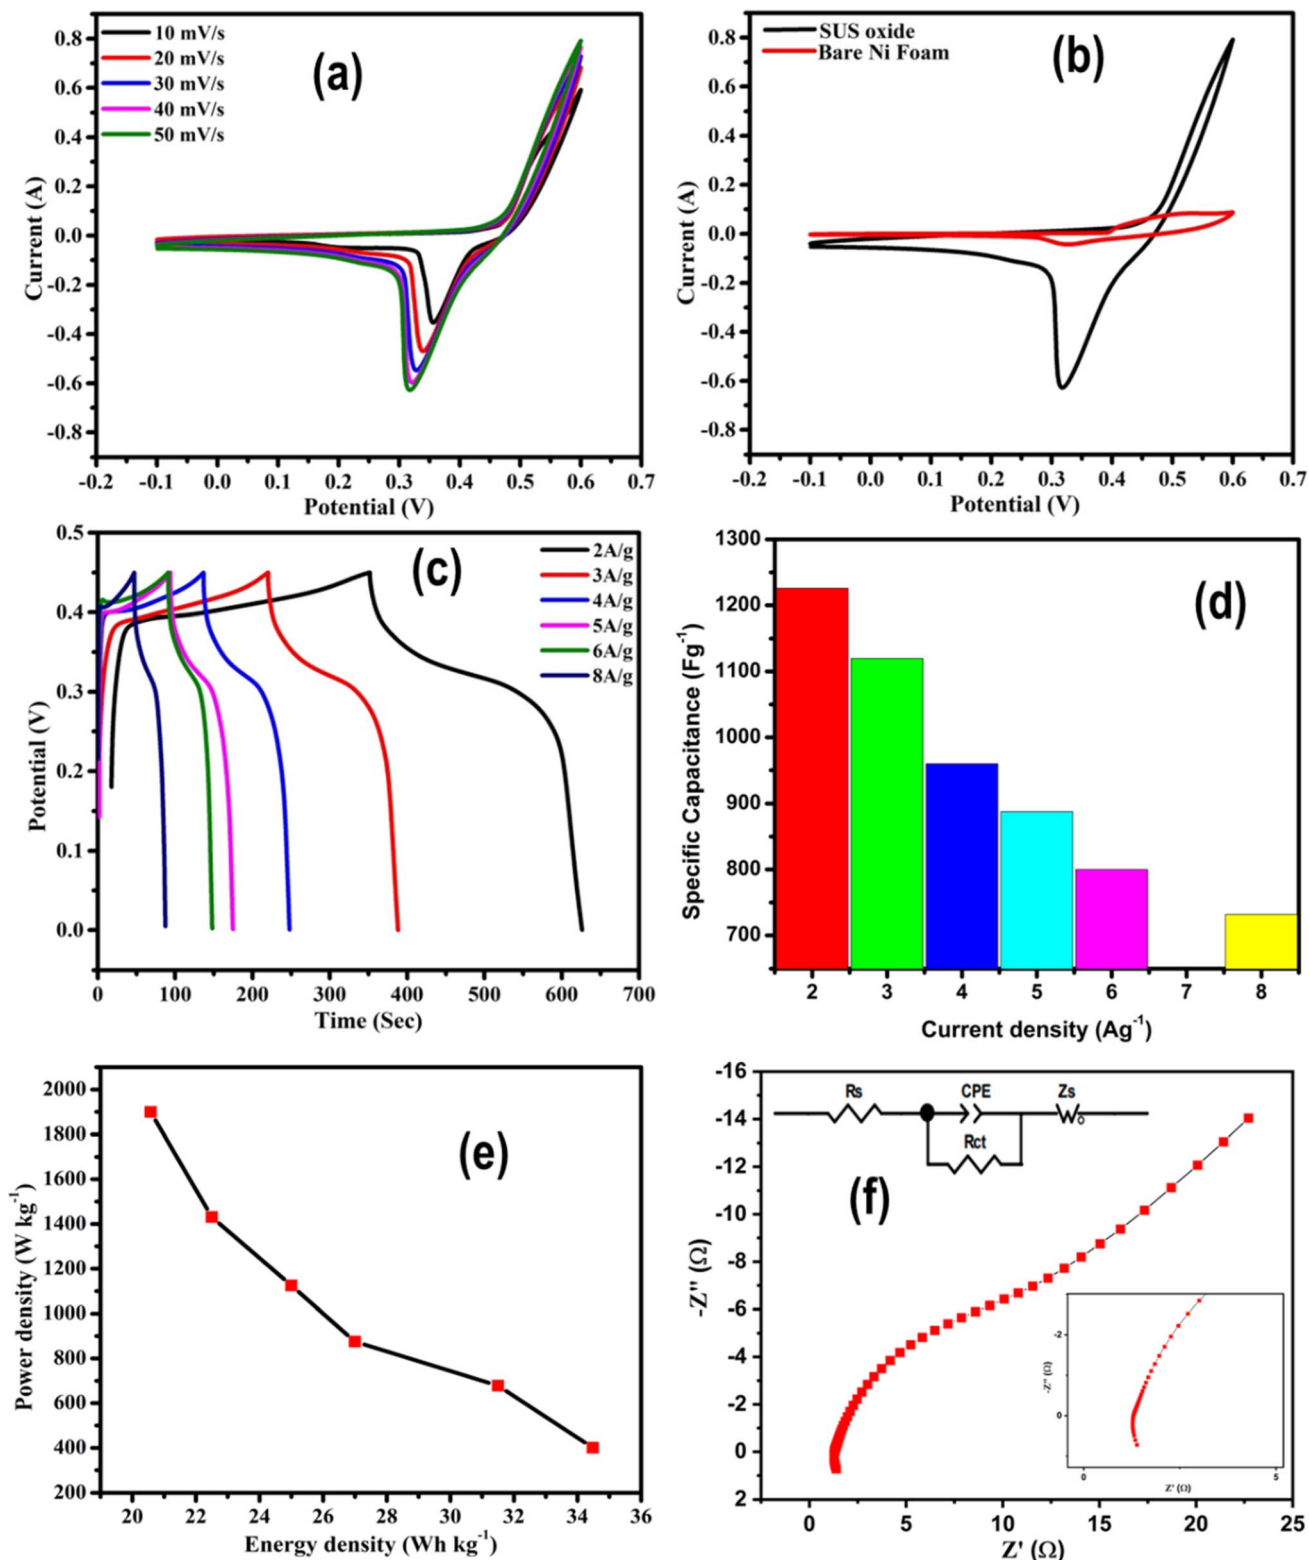 10 mV/s
20 mV/s
30 mV/s
40 mV/s
50 mV/s
(a)
0.8
0.6
0.4
0.2
0.0
-0.2
-0.4
-0.6
-0.8
Current (A)
-0.2 -0.1 0.0 0.1 0.2 0.3 0.4 0.5 0.6 0.7
Potential (V)
SUS oxide
Bare Ni Foam
(b)
0.8
0.6
0.4
0.2
0.0
-0.2
-0.4
-0.6
-0.8
Current (A)
-0.2 -0.1 0.0 0.1 0.2 0.3 0.4 0.5 0.6 0.7
Potential (V)
(c)
2A/g
3A/g
4A/g
5A/g
6A/g
8A/g
0.5
0.4
0.3
0.2
0.1
0.0
Potential (V)
0 100 200 300 400 500 600 700
Time (Sec)
(d)
1300
1200
1100
1000
900
800
700
Specific Capacitance (Fg⁻¹)
2 3 4 5 6 7 8
Current density (Ag⁻¹)
(e)
2000
1800
1600
1400
1200
1000
800
600
400
200
Power density (W kg⁻¹)
20 22 24 26 28 30 32 34 36
Energy density (Wh kg⁻¹)
(f)
Rs
CPE
Zs
Rct
-16
-14
-12
-10
-8
-6
-4
-2
0
2
-Z'' (Ω)
0 5 10 15 20 25
Z' (Ω)
-2
0
-Z'' (Ω)
0 5
Z' (Ω)